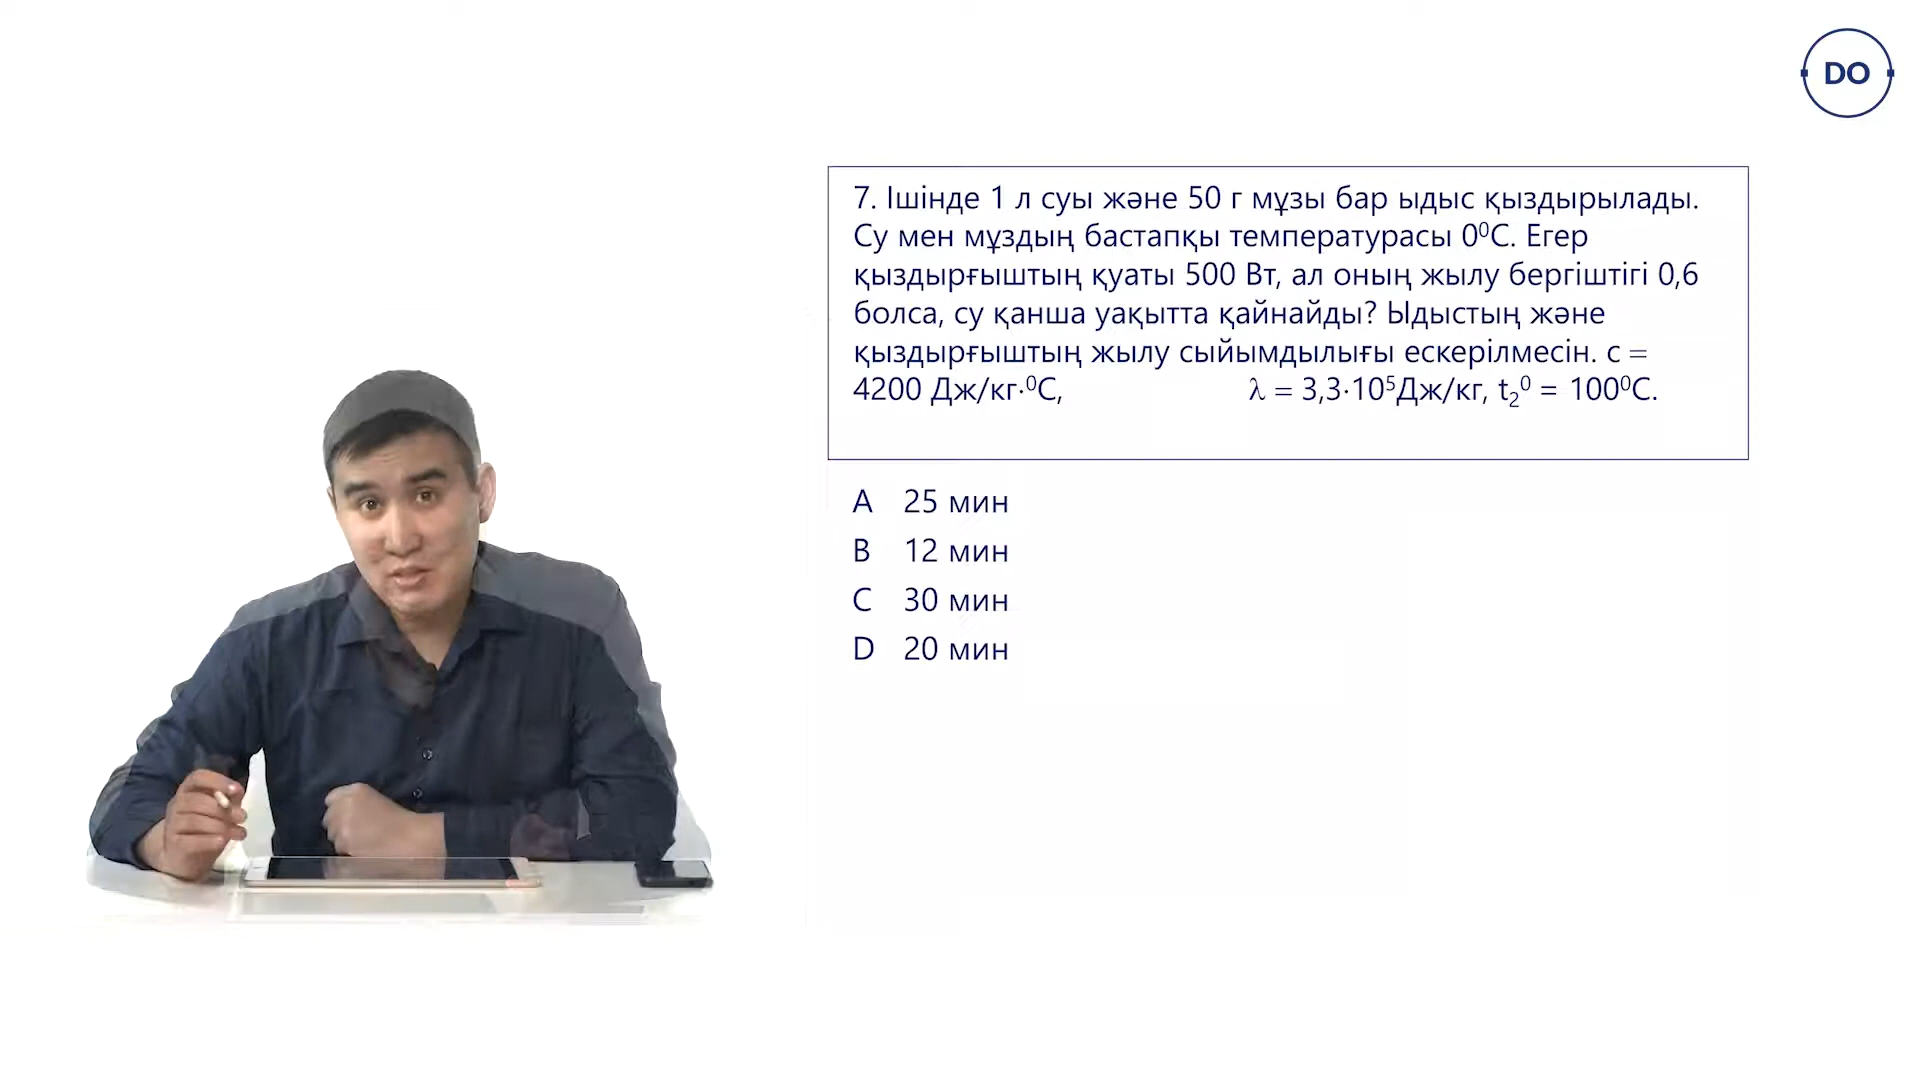 DO
7. Ішінде 1 л суы және 50 г мұзы бар ыдыс қыздырылады.
Су мен мұздың бастапқы температурасы 0⁰С. Егер
қыздырғыштың қуаты 500 Вт, ал оның жылу бергіштігі 0,6
болса, су қанша уақытта қайнайды? Ыдыстың және
қыздырғыштың жылу сыйымдылығы ескерілмесін. с =
4200 Дж/кг·⁰С, λ = 3,3·10⁵Дж/кг, t₂⁰ = 100⁰С.
A 25 мин
B 12 мин
C 30 мин
D 20 мин